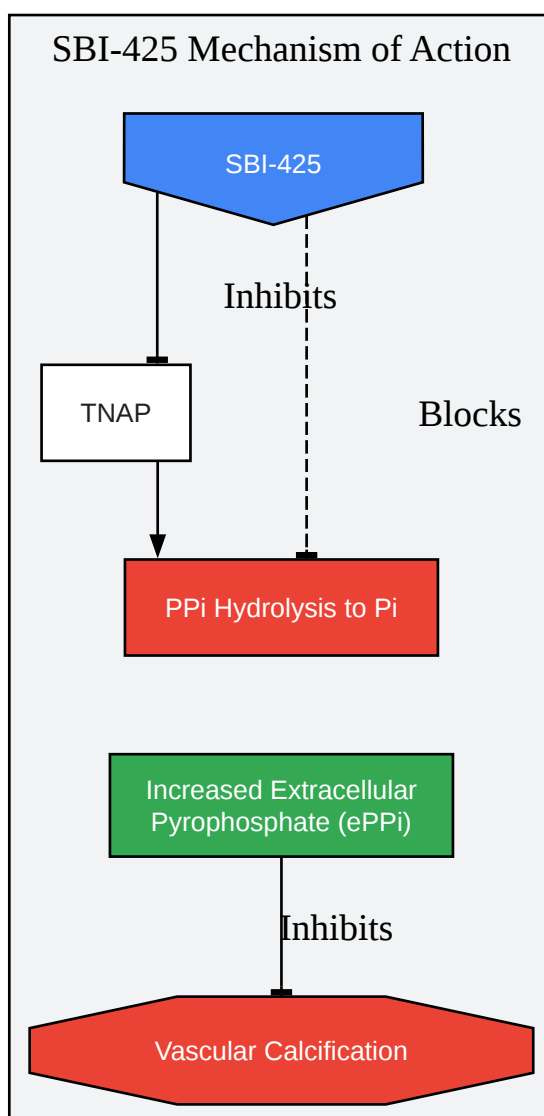 SBI-425 Mechanism of Action
SBI-425
Inhibits
TNAP
Blocks
PPi Hydrolysis to Pi
Increased Extracellular
Pyrophosphate (ePPi)
Inhibits
Vascular Calcification